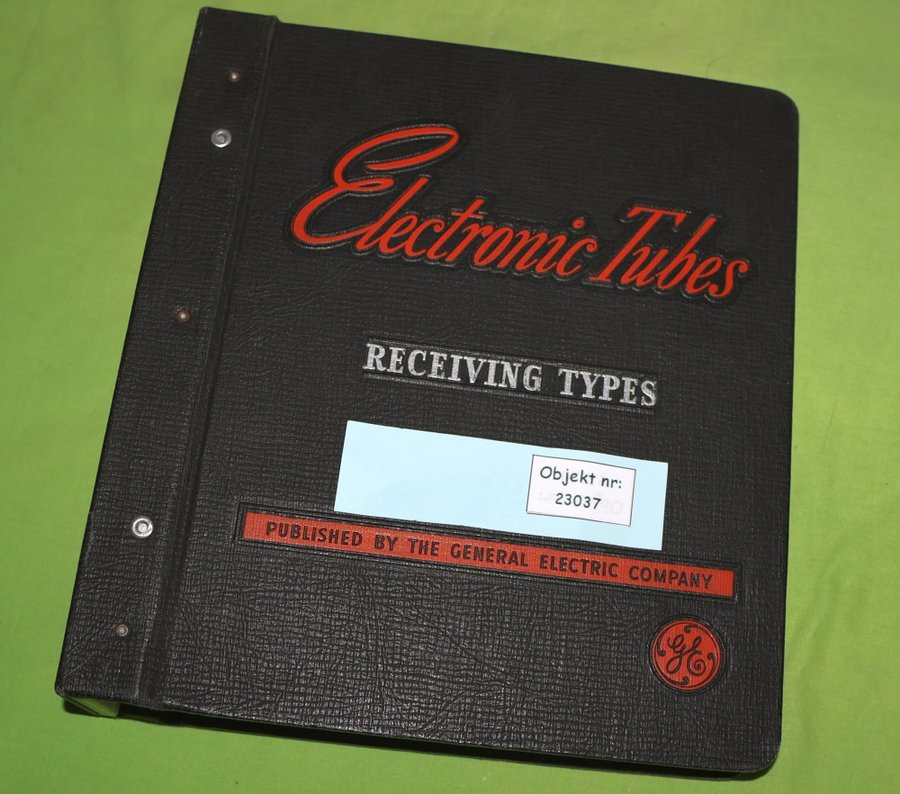 Electronic Tubes
RECEIVING TYPES
Objekt nr:
23037
PUBLISHED BY THE GENERAL ELECTRIC COMPANY
GE